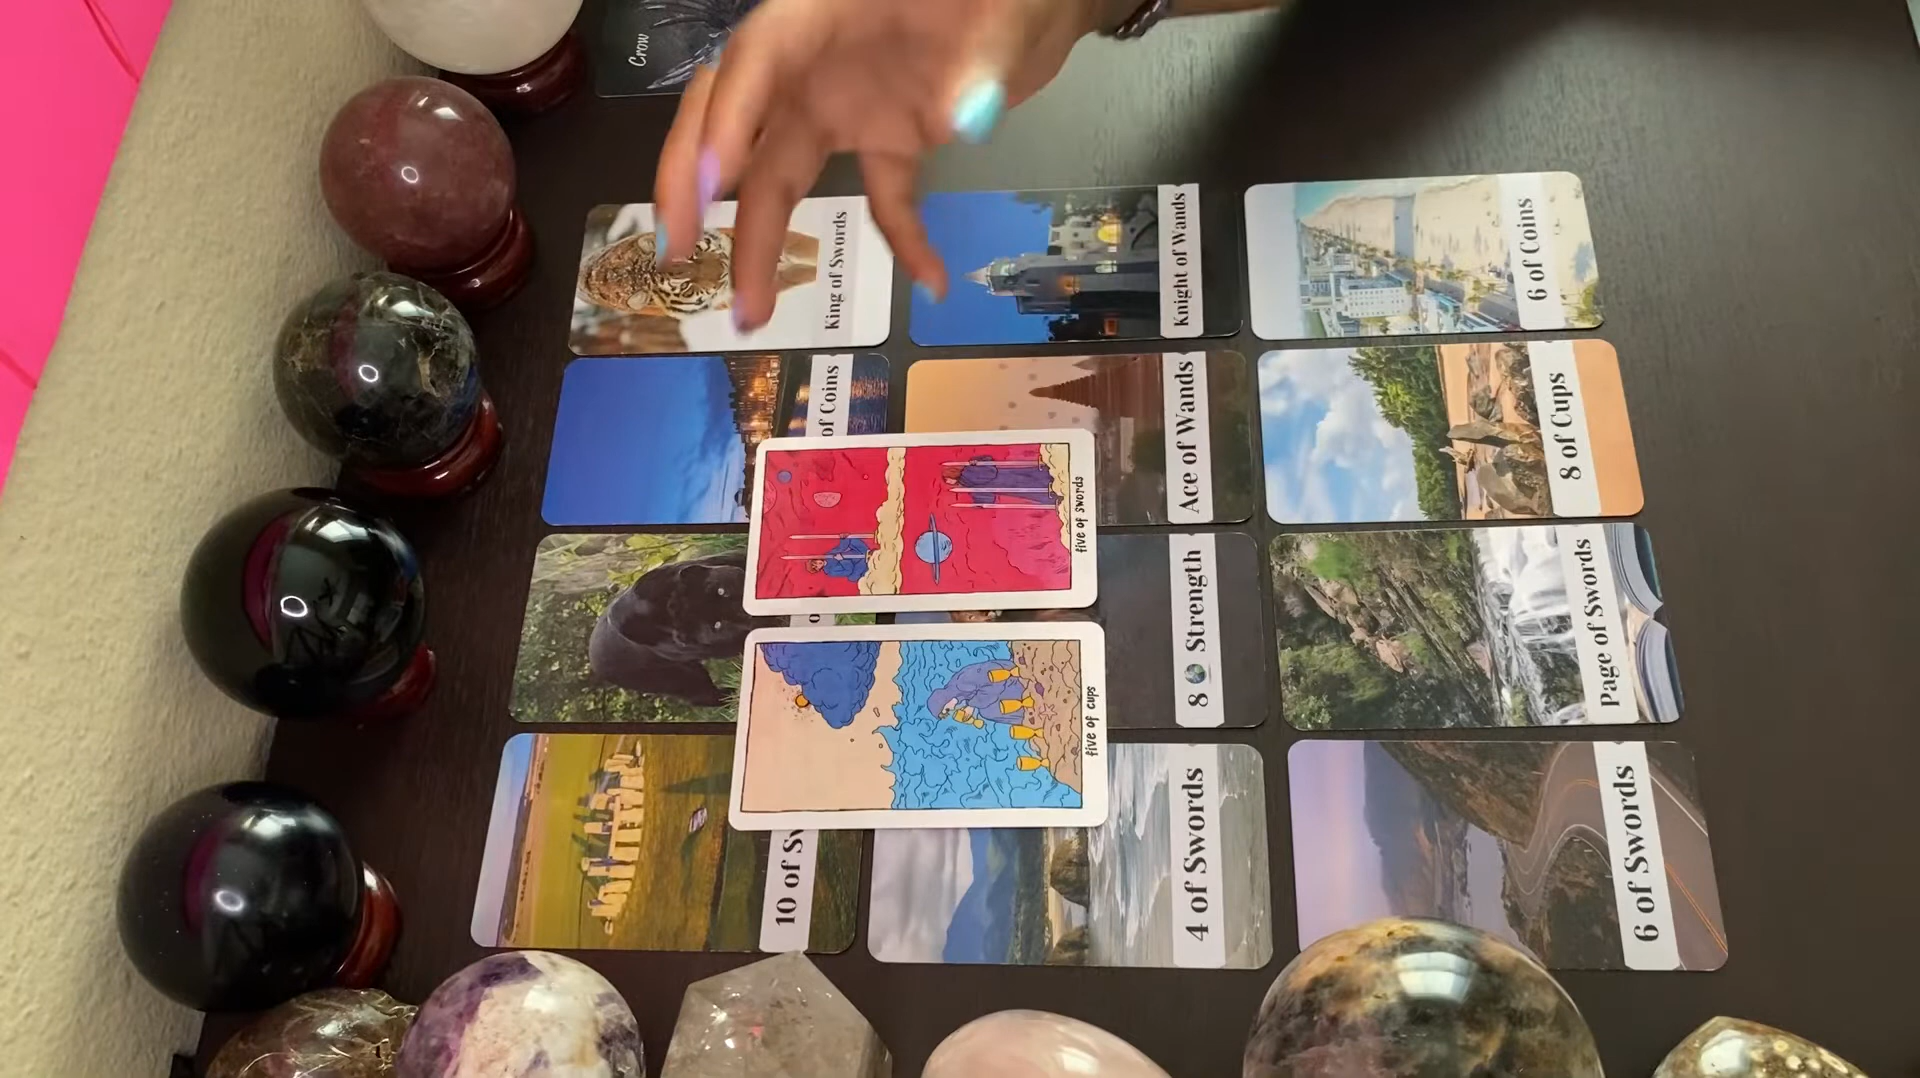 Crow
King of Swords
Knight of Wands
6 of Coins
of Coins
Ace of Wands
8 of Cups
five of swords
8 Strength
Page of Swords
five of cups
10 of Sw
4 of Swords
6 of Swords